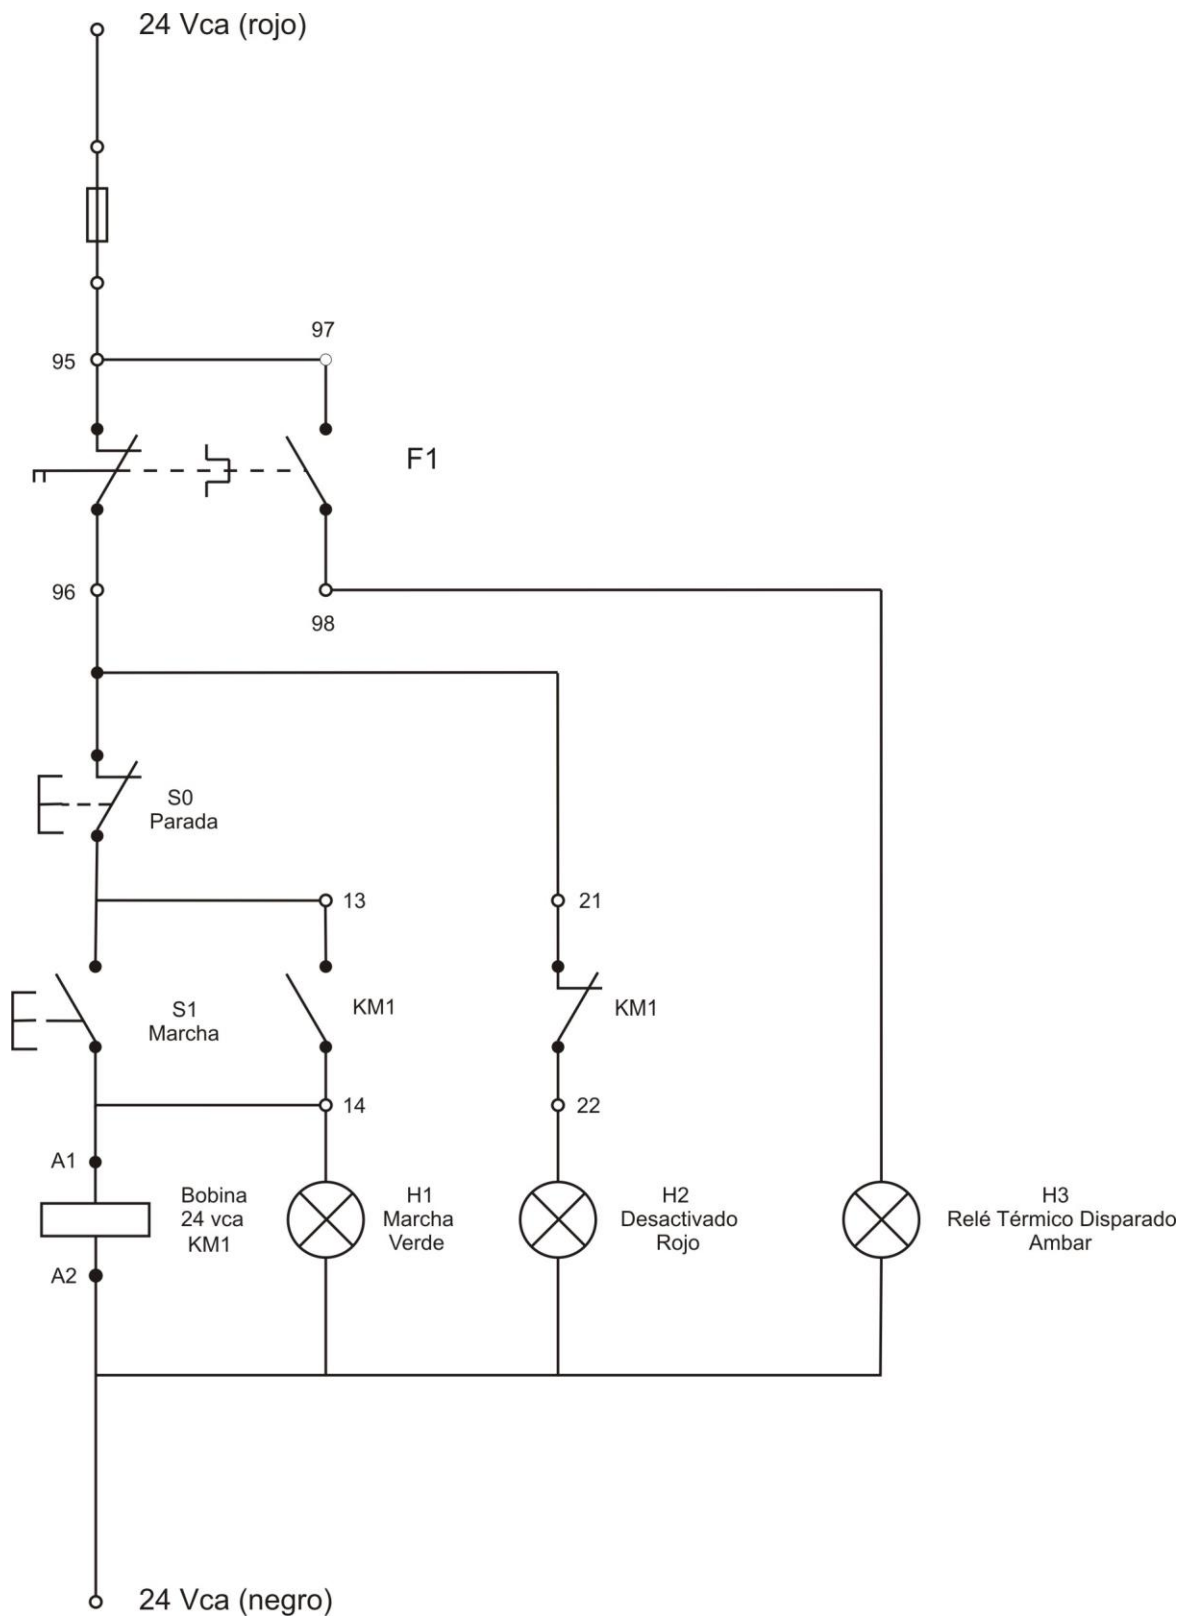 24 Vca (rojo)
97
95
F1
96
98
S0
Parada
13
21
S1
Marcha
KM1
KM1
14
22
A1
Bobina
24 vca
KM1
H1
Marcha
Verde
H2
Desactivado
Rojo
H3
Relé Térmico Disparado
Ambar
A2
24 Vca (negro)